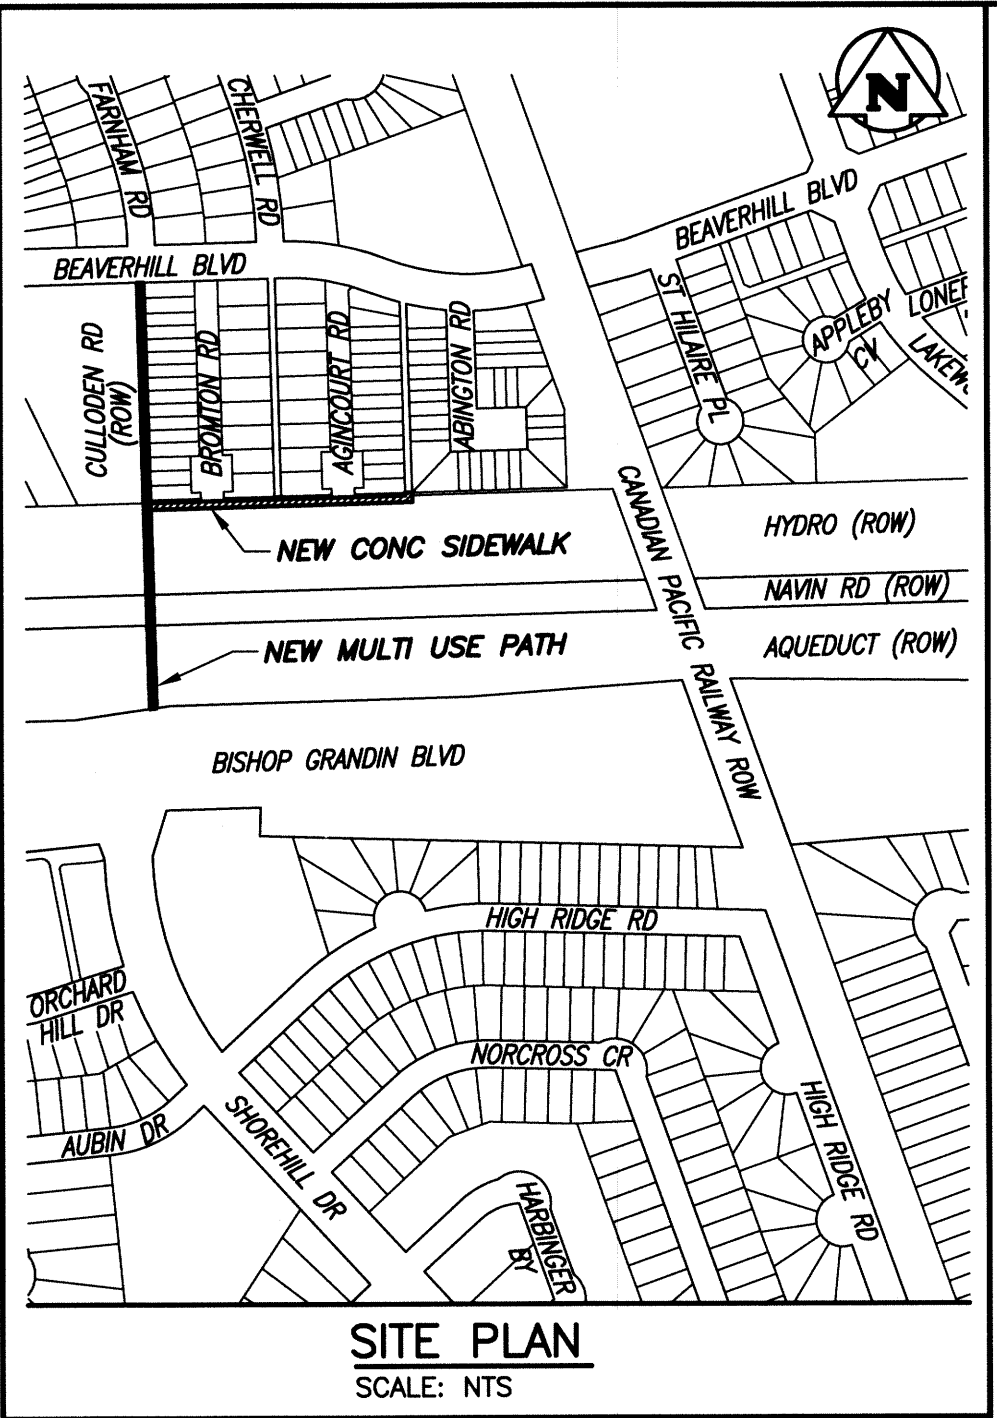 N
FARNHAM RD
CHERWELL RD
BEAVERHILL BLVD
BEAVERHILL BLVD
CULLODEN RD
(ROW)
BROMTON RD
AGINCOURT RD
ABINGTON RD
ST HILAIRE PL
APPLEBY
CV
LONEF
LAKEW
CANADIAN PACIFIC RAILWAY ROW
HYDRO (ROW)
NEW CONC SIDEWALK
NAVIN RD (ROW)
NEW MULTI USE PATH
AQUEDUCT (ROW)
BISHOP GRANDIN BLVD
HIGH RIDGE RD
ORCHARD
HILL DR
NORCROSS CR
AUBIN DR
SHOREHILL DR
HIGH RIDGE RD
HARBINGER
BY
SITE PLAN
SCALE: NTS